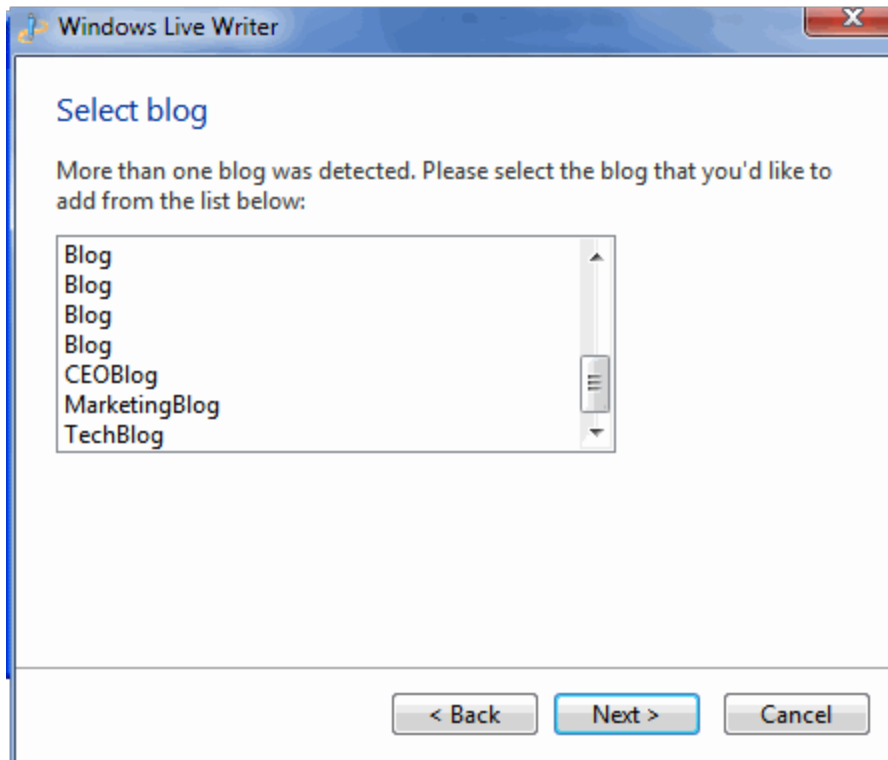 Windows Live Writer
Select blog
More than one blog was detected. Please select the blog that you'd like to
add from the list below:
Blog
Blog
Blog
Blog
CEOBlog
MarketingBlog
TechBlog
< Back
Next >
Cancel